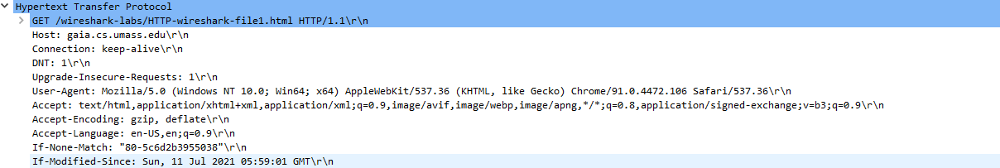 Hypertext Transfer Protocol
GET /wireshark-labs/HTTP-wireshark-file1.html HTTP/1.1\r\n
Host: gaia.cs.umass.edu\r\n
Connection: keep-alive\r\n
DNT: 1\r\n
Upgrade-Insecure-Requests: 1\r\n
User-Agent: Mozilla/5.0 (Windows NT 10.0; Win64; x64) AppleWebKit/537.36 (KHTML, like Gecko) Chrome/91.0.4472.106 Safari/537.36\r\n
Accept: text/html,application/xhtml+xml,application/xml;q=0.9,image/avif,image/webp,image/apng,*/*;q=0.8,application/signed-exchange;v=b3;q=0.9\r\n
Accept-Encoding: gzip, deflate\r\n
Accept-Language: en-US,en;q=0.9\r\n
If-None-Match: "80-5c6d2b3955038"\r\n
If-Modified-Since: Sun, 11 Jul 2021 05:59:01 GMT\r\n